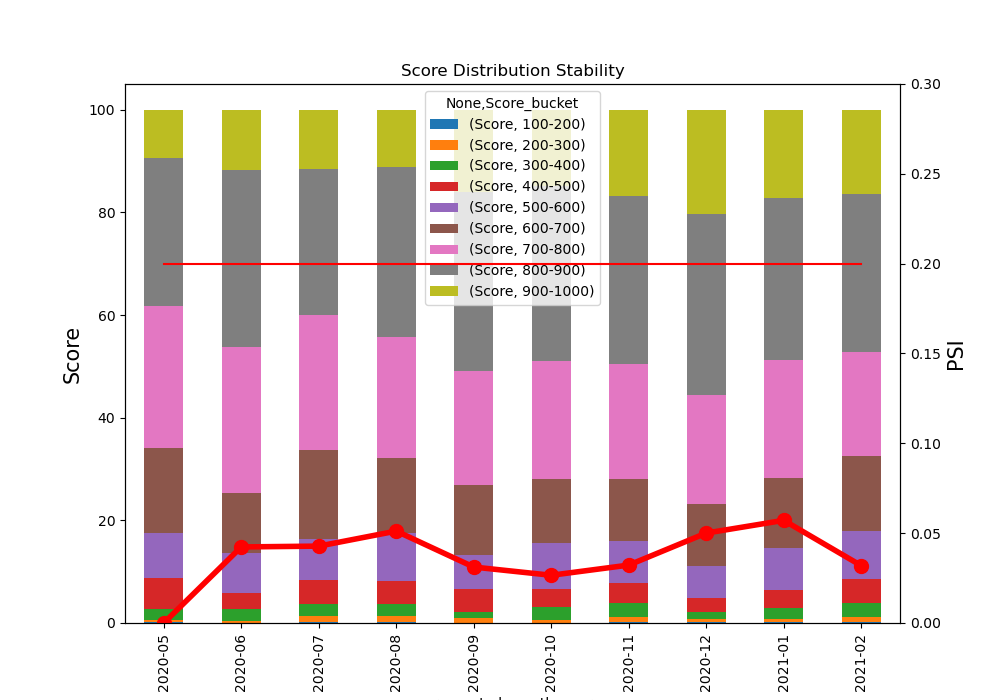 Score Distribution Stability
None,Score_bucket
(Score, 100-200)
(Score, 200-300)
(Score, 300-400)
(Score, 400-500)
(Score, 500-600)
(Score, 600-700)
(Score, 700-800)
(Score, 800-900)
(Score, 900-1000)
Score
100
80
60
40
20
0
PSI
0.30
0.25
0.20
0.15
0.10
0.05
0.00
2020-05
2020-06
2020-07
2020-08
2020-09
2020-10
2020-11
2020-12
2021-01
2021-02